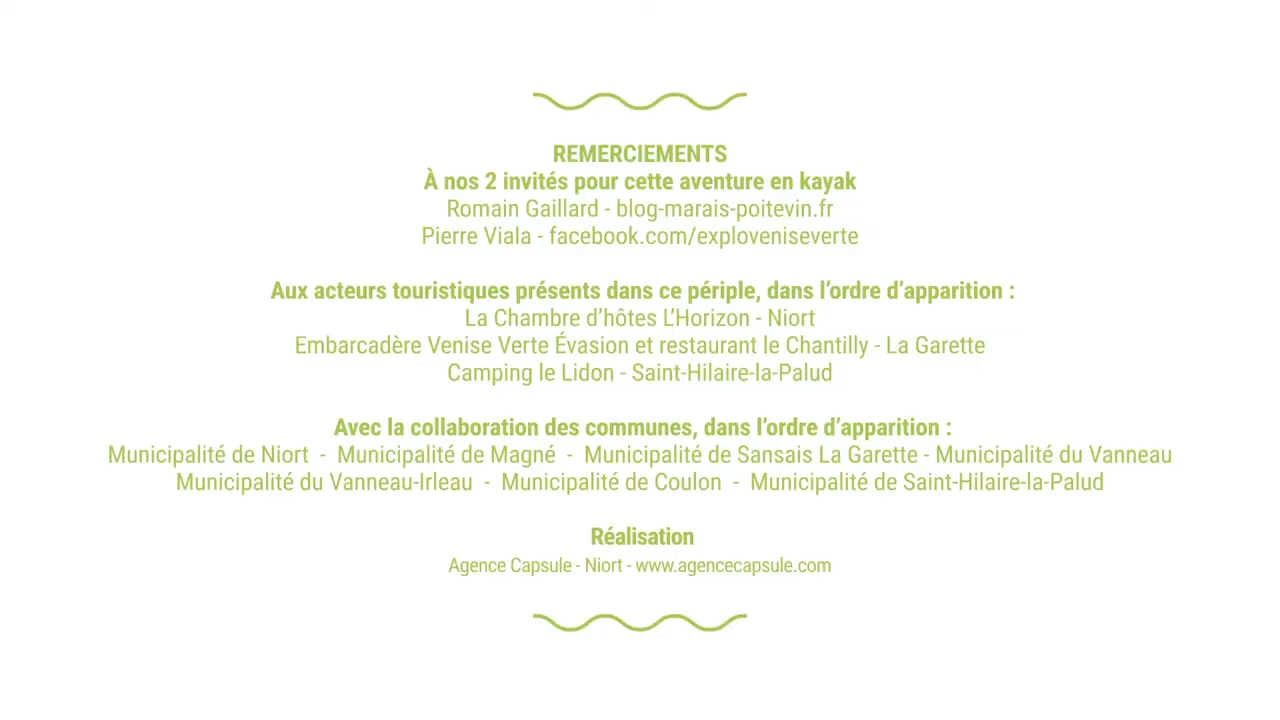 REMERCIEMENTS
À nos 2 invités pour cette aventure en kayak
Romain Gaillard - blog-marais-poitevin.fr
Pierre Viala - facebook.com/exploveniseverte
Aux acteurs touristiques présents dans ce périple, dans l’ordre d’apparition :
La Chambre d’hôtes L’Horizon - Niort
Embarcadère Venise Verte Évasion et restaurant le Chantilly - La Garette
Camping le Lidon - Saint-Hilaire-la-Palud
Avec la collaboration des communes, dans l’ordre d’apparition :
Municipalité de Niort - Municipalité de Magné - Municipalité de Sansais La Garette - Municipalité du Vanneau
Municipalité du Vanneau-Irleau - Municipalité de Coulon - Municipalité de Saint-Hilaire-la-Palud
Réalisation
Agence Capsule - Niort - www.agencecapsule.com